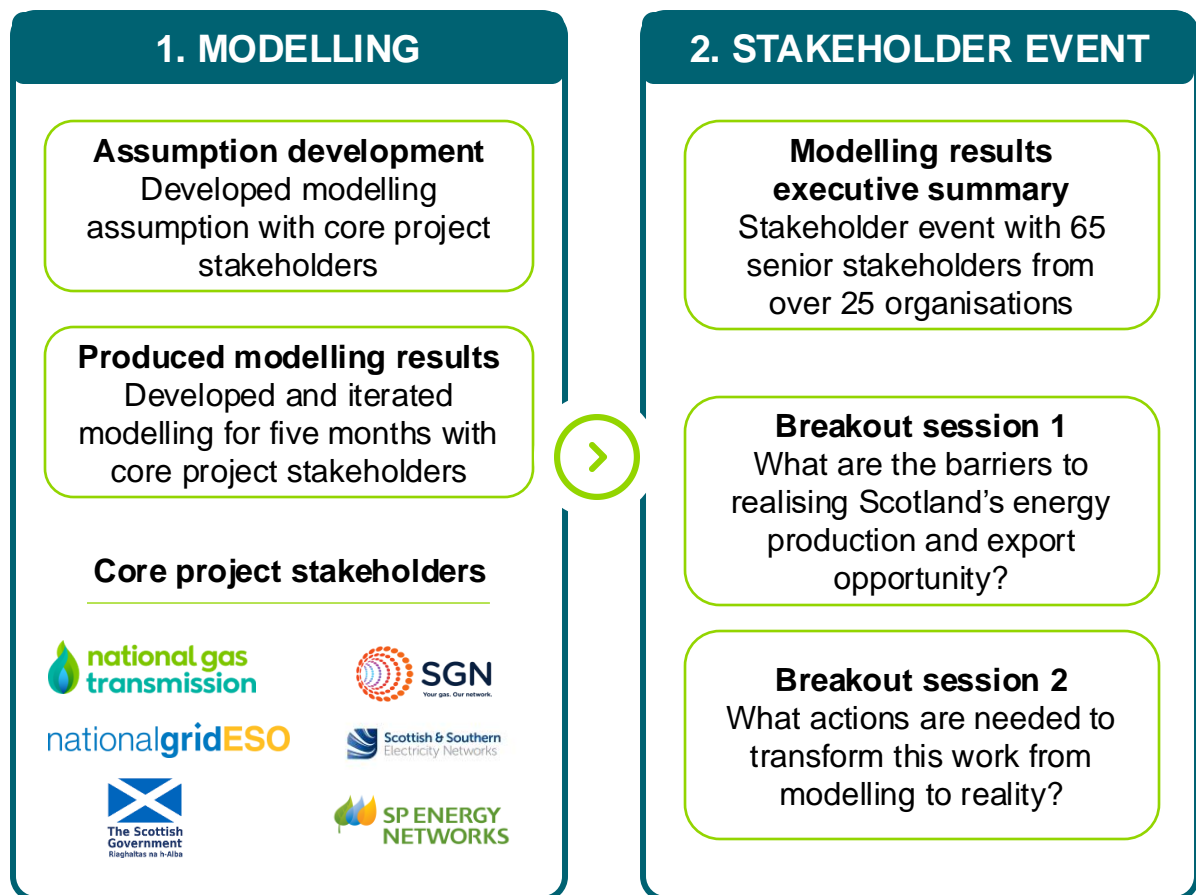 1. MODELLING
Assumption development
Developed modelling
assumption with core project
stakeholders
Produced modelling results
Developed and iterated
modelling for five months with
core project stakeholders
Core project stakeholders
national gas
transmission
SGN
Your gas. Our network.
nationalgridESO
Scottish & Southern
Electricity Networks
The Scottish
Government
Riaghaltas na h-Alba
SP ENERGY
NETWORKS
2. STAKEHOLDER EVENT
Modelling results
executive summary
Stakeholder event with 65
senior stakeholders from
over 25 organisations
Breakout session 1
What are the barriers to
realising Scotland’s energy
production and export
opportunity?
Breakout session 2
What actions are needed to
transform this work from
modelling to reality?